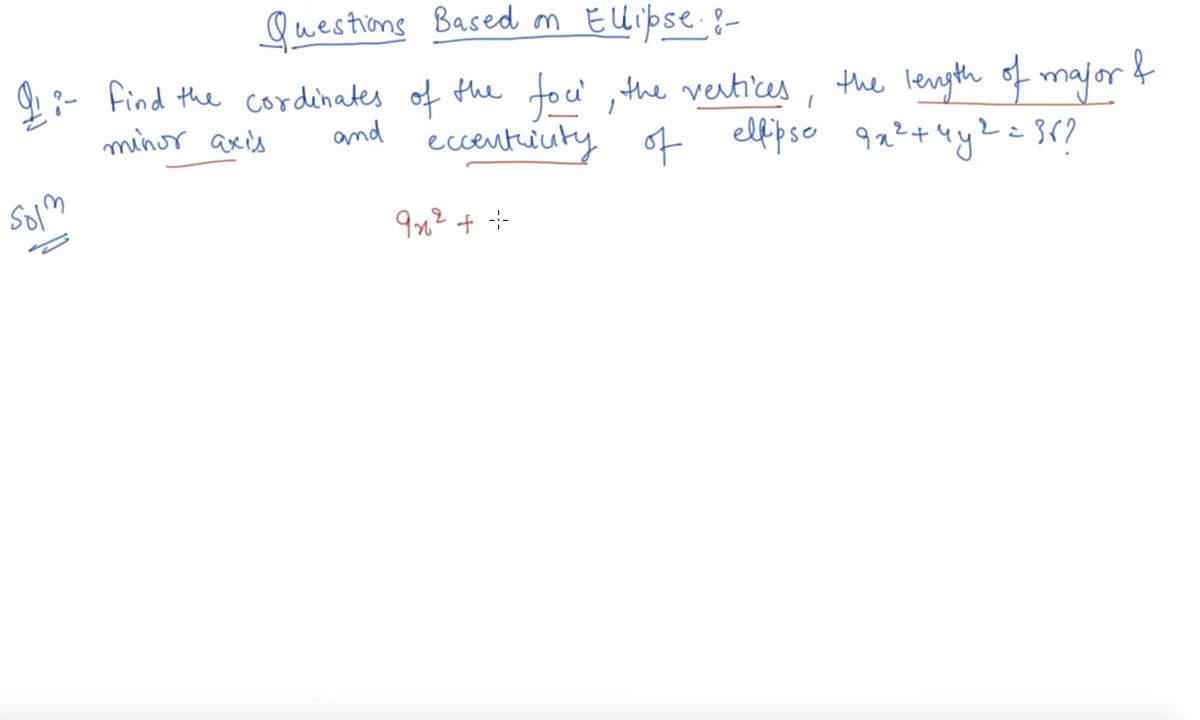 Questions Based on Ellipse :-
Q1 :- Find the cordinates of the foci , the vertices , the length of major &
minor axis and eccentricity of ellipse 9x² + 4y² = 36?
Solⁿ
9x² +